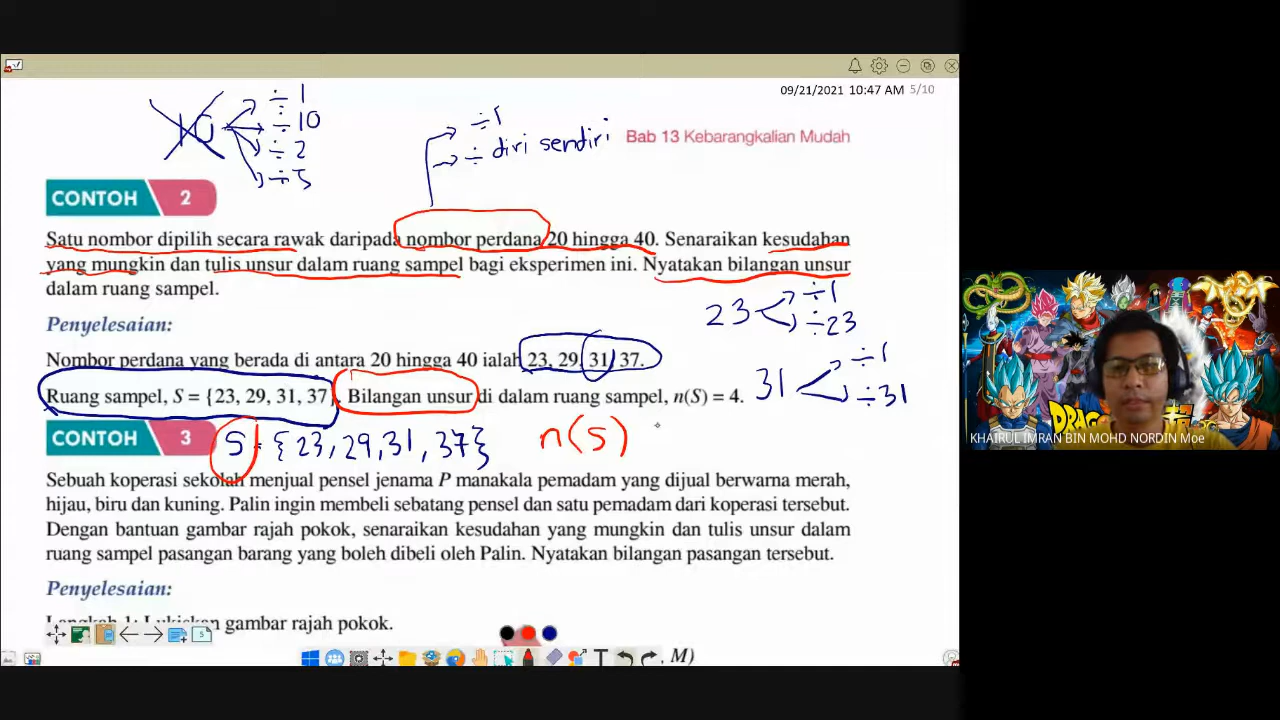 09/21/2021 10:47 AM 5/10
10 ÷1
÷10
÷2
÷5
÷1
÷ diri sendiri
Bab 13 Kebarangkalian Mudah
CONTOH 2
Satu nombor dipilih secara rawak daripada nombor perdana 20 hingga 40. Senaraikan kesudahan
yang mungkin dan tulis unsur dalam ruang sampel bagi eksperimen ini. Nyatakan bilangan unsur
dalam ruang sampel.
23 ÷1
÷23
Penyelesaian:
Nombor perdana yang berada di antara 20 hingga 40 ialah 23, 29, 31, 37.
31 ÷1
÷31
Ruang sampel, S = {23, 29, 31, 37}. Bilangan unsur di dalam ruang sampel, n(S) = 4.
CONTOH 3
S = {23, 29, 31, 37}
n(S)
KHAIRUL IMRAN BIN MOHD NORDIN Moe
Sebuah koperasi sekolah menjual pensel jenama P manakala pemadam yang dijual berwarna merah,
hijau, biru dan kuning. Palin ingin membeli sebatang pensel dan satu pemadam dari koperasi tersebut.
Dengan bantuan gambar rajah pokok, senaraikan kesudahan yang mungkin dan tulis unsur dalam
ruang sampel pasangan barang yang boleh dibeli oleh Palin. Nyatakan bilangan pasangan tersebut.
Penyelesaian:
Langkah 1: Lukiskan gambar rajah pokok.
5
T
, M)